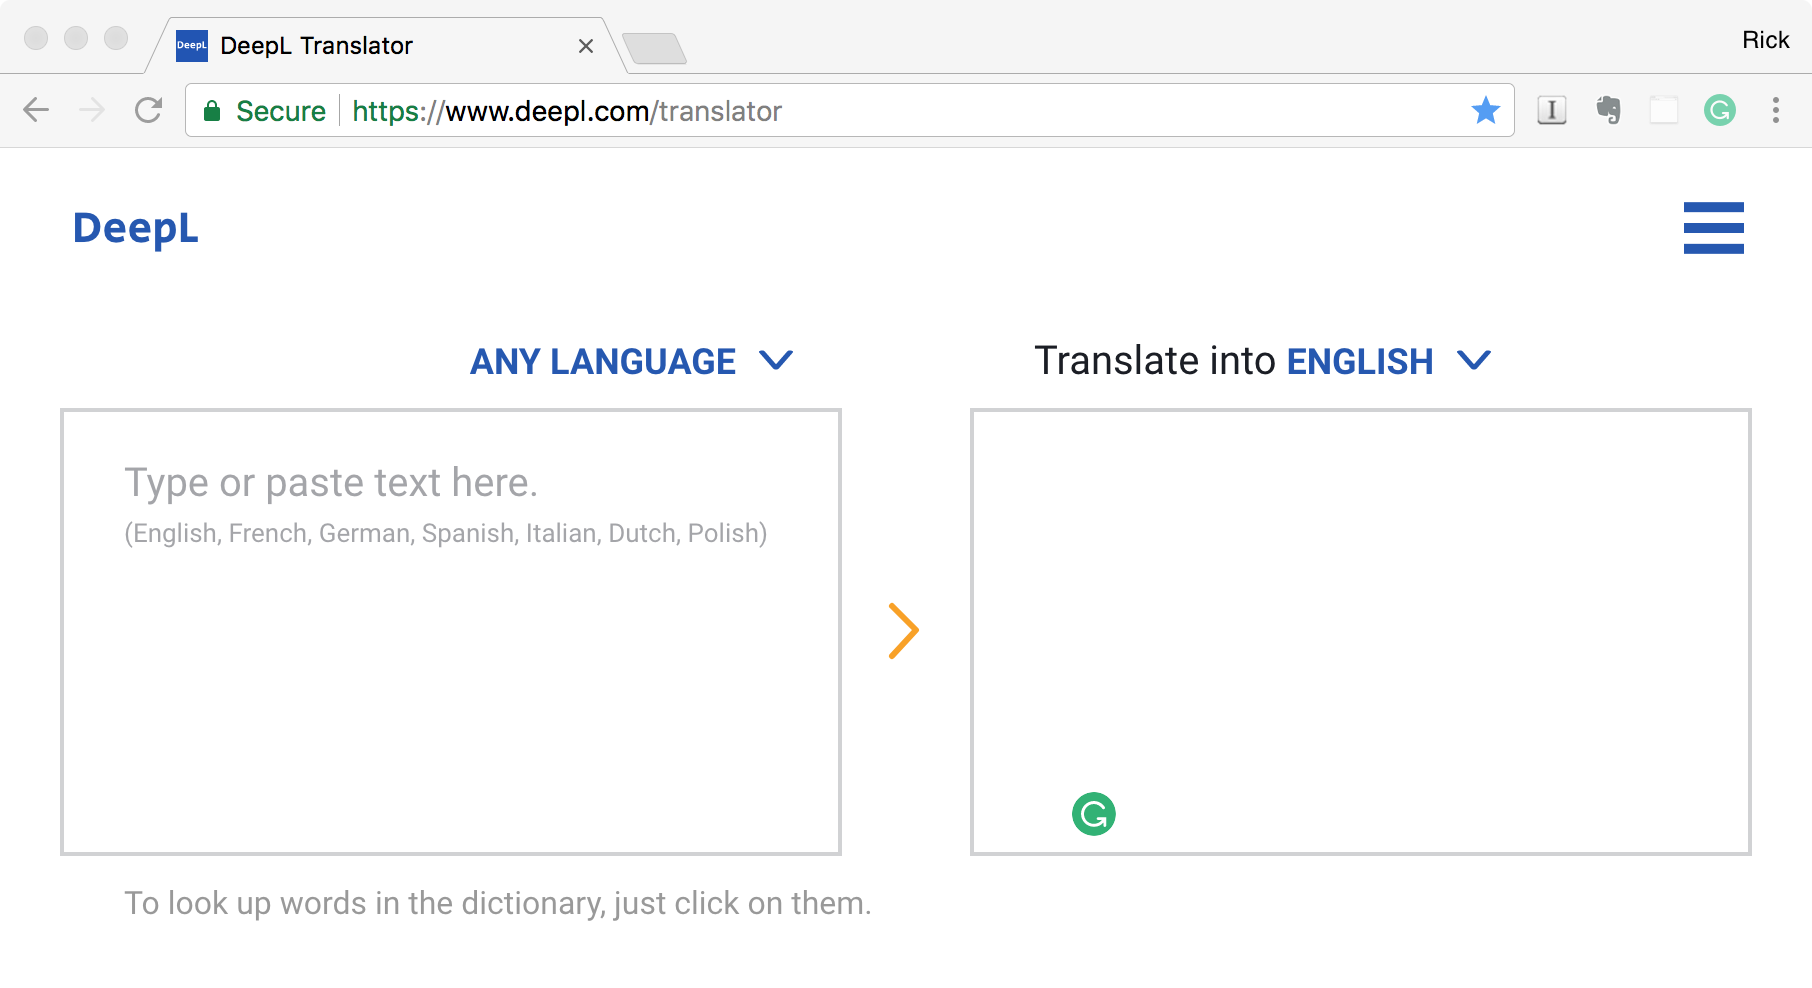 DeepL
DeepL Translator
Rick
Secure
https://www.deepl.com/translator
DeepL
ANY LANGUAGE
Translate into ENGLISH
Type or paste text here.
(English, French, German, Spanish, Italian, Dutch, Polish)
To look up words in the dictionary, just click on them.